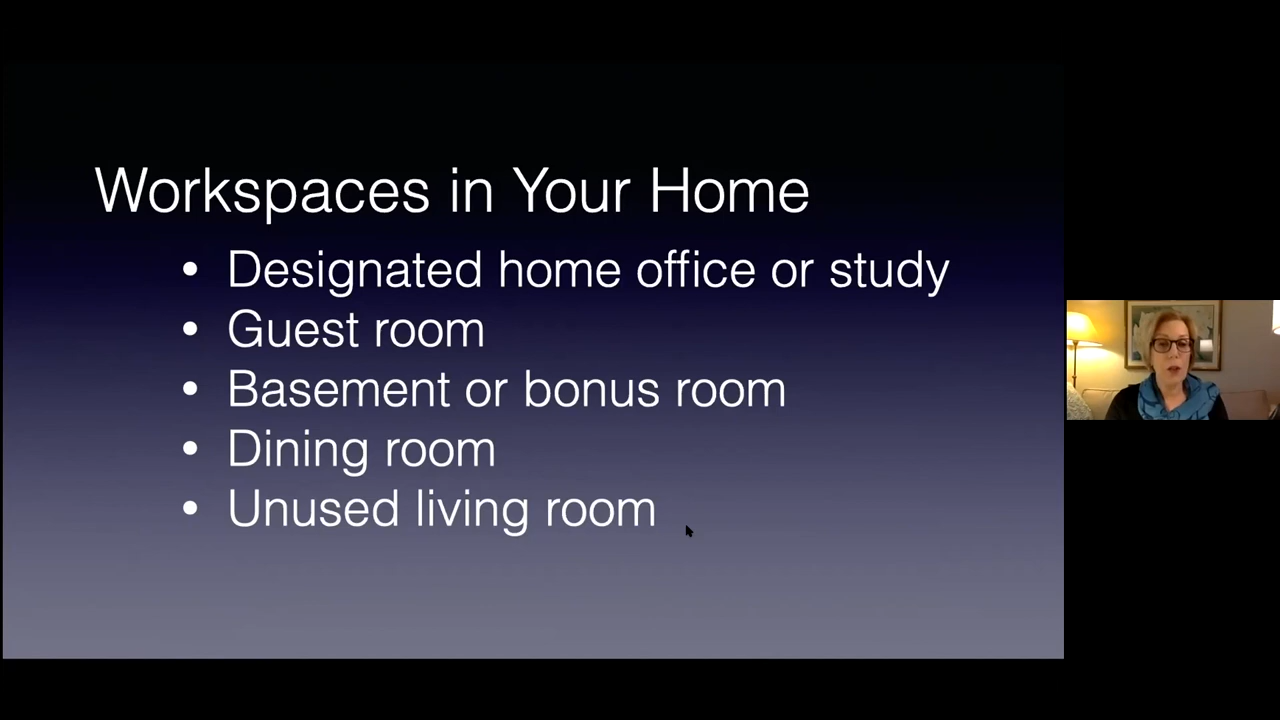 Workspaces in Your Home
• Designated home office or study
• Guest room
• Basement or bonus room
• Dining room
• Unused living room